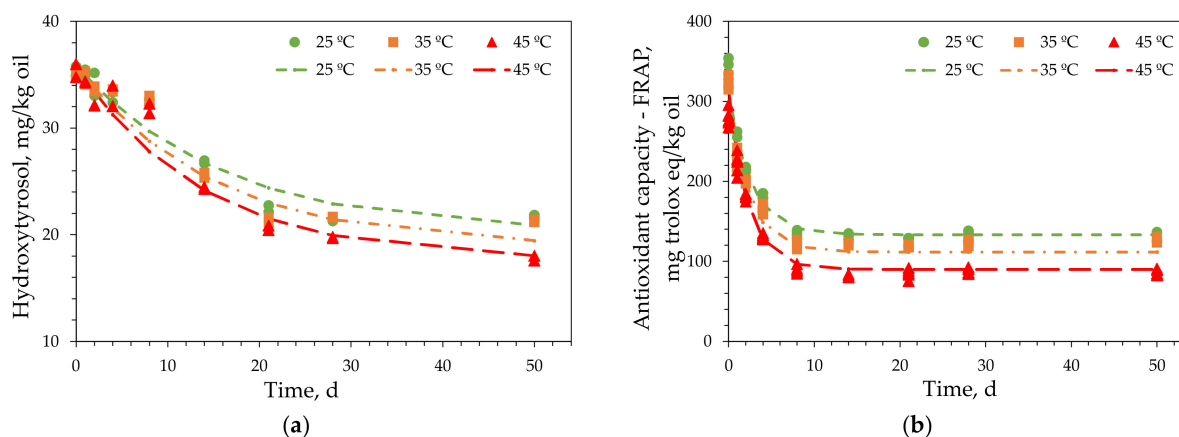 Hydroxytyrosol, mg/kg oil
40
30
20
10
25 ºC 35 ºC 45 ºC
25 ºC 35 ºC 45 ºC
0 10 20 30 40 50
Time, d
(a)
Antioxidant capacity - FRAP,
mg trolox eq/kg oil
400
300
200
100
0
25 ºC 35 ºC 45 ºC
25 ºC 35 ºC 45 ºC
0 10 20 30 40 50
Time, d
(b)